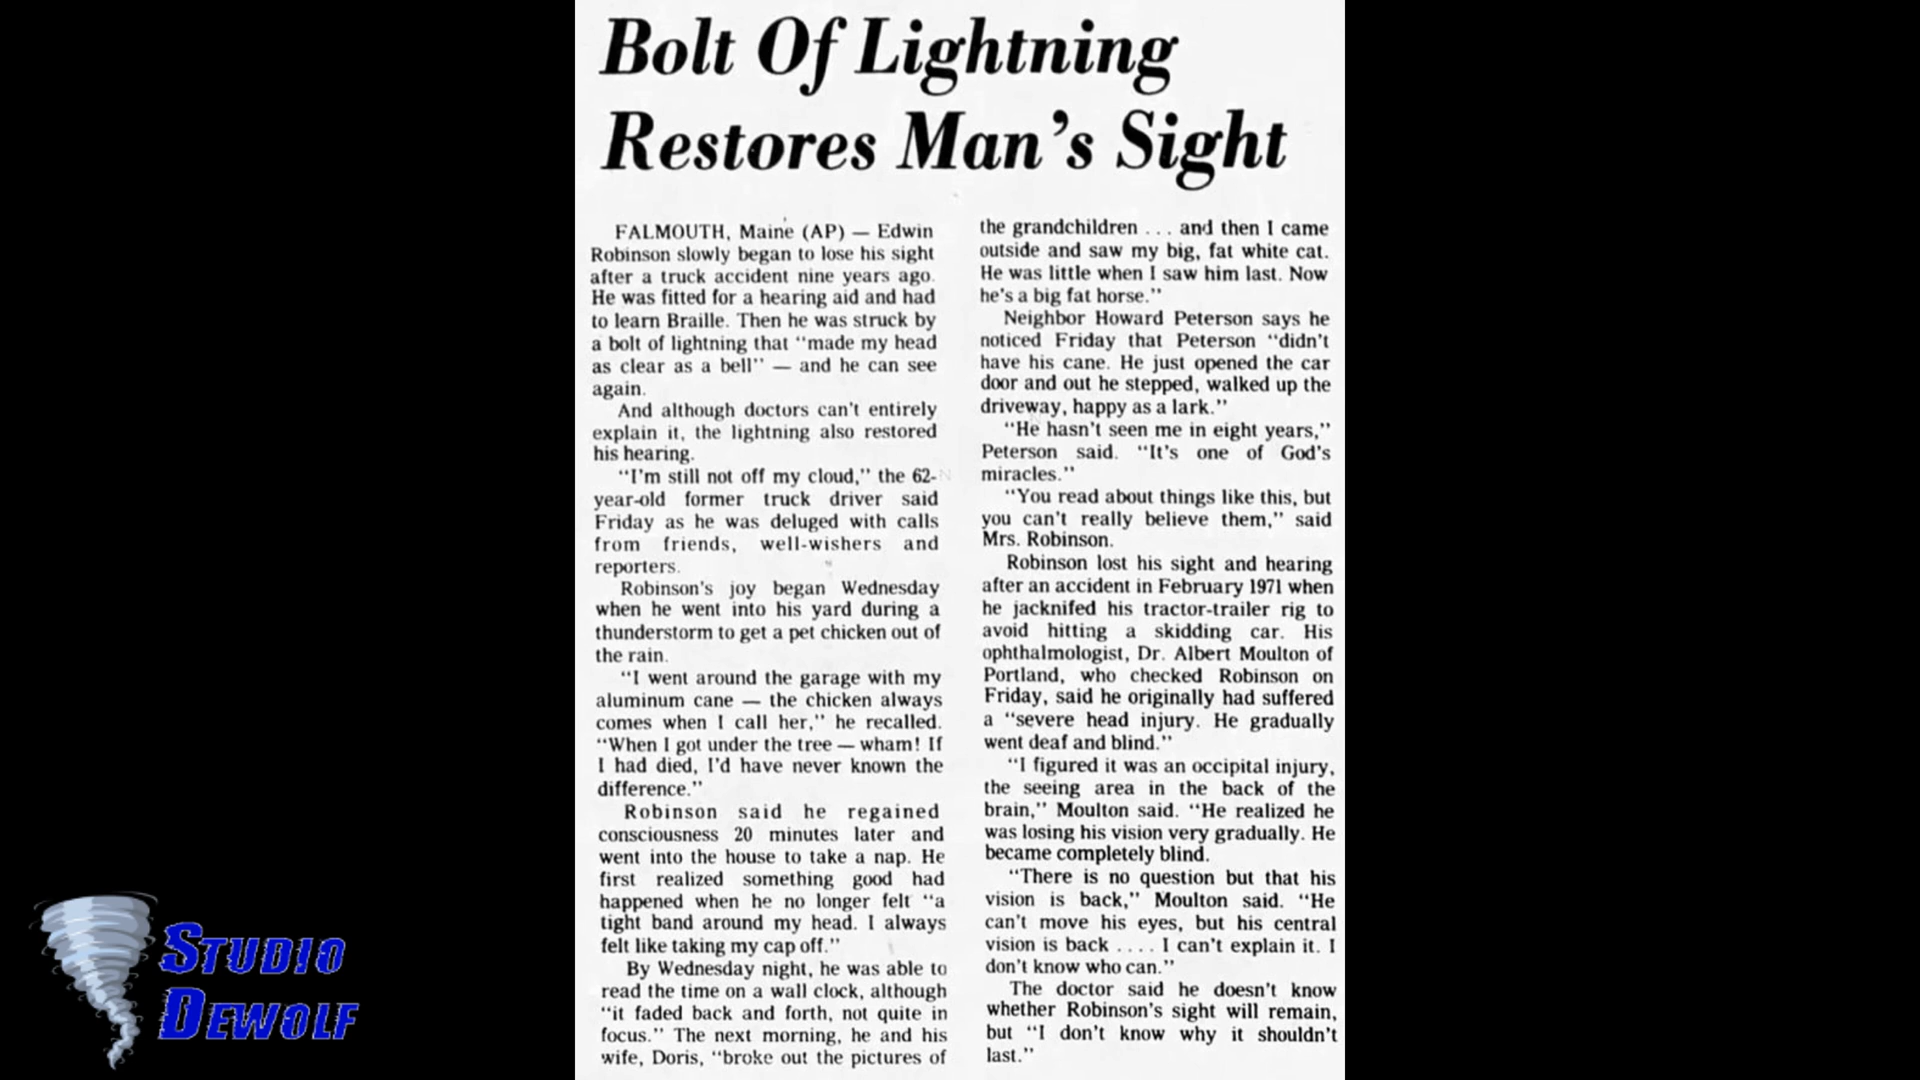 Bolt Of Lightning
Restores Man's Sight
FALMOUTH, Maine (AP) — Edwin
Robinson slowly began to lose his sight
after a truck accident nine years ago.
He was fitted for a hearing aid and had
to learn Braille. Then he was struck by
a bolt of lightning that "made my head
as clear as a bell" — and he can see
again.
And although doctors can't entirely
explain it, the lightning also restored
his hearing.
"I'm still not off my cloud," the 62-
year-old former truck driver said
Friday as he was deluged with calls
from friends, well-wishers and
reporters.
Robinson's joy began Wednesday
when he went into his yard during a
thunderstorm to get a pet chicken out of
the rain.
"I went around the garage with my
aluminum cane — the chicken always
comes when I call her," he recalled.
"When I got under the tree — wham! If
I had died, I'd have never known the
difference."
Robinson said he regained
consciousness 20 minutes later and
went into the house to take a nap. He
first realized something good had
happened when he no longer felt "a
tight band around my head. I always
felt like taking my cap off."
By Wednesday night, he was able to
read the time on a wall clock, although
"it faded back and forth, not quite in
focus." The next morning, he and his
wife, Doris, "broke out the pictures of
the grandchildren . . . and then I came
outside and saw my big, fat white cat.
He was little when I saw him last. Now
he's a big fat horse."
Neighbor Howard Peterson says he
noticed Friday that Peterson "didn't
have his cane. He just opened the car
door and out he stepped, walked up the
driveway, happy as a lark."
"He hasn't seen me in eight years,"
Peterson said. "It's one of God's
miracles."
"You read about things like this, but
you can't really believe them," said
Mrs. Robinson.
Robinson lost his sight and hearing
after an accident in February 1971 when
he jacknifed his tractor-trailer rig to
avoid hitting a skidding car. His
ophthalmologist, Dr. Albert Moulton of
Portland, who checked Robinson on
Friday, said he originally had suffered
a "severe head injury. He gradually
went deaf and blind."
"I figured it was an occipital injury,
the seeing area in the back of the
brain," Moulton said. "He realized he
was losing his vision very gradually. He
became completely blind.
"There is no question but that his
vision is back," Moulton said. "He
can't move his eyes, but his central
vision is back . . . . I can't explain it. I
don't know who can."
The doctor said he doesn't know
whether Robinson's sight will remain,
but "I don't know why it shouldn't
last."
STUDIO
DEWOLF